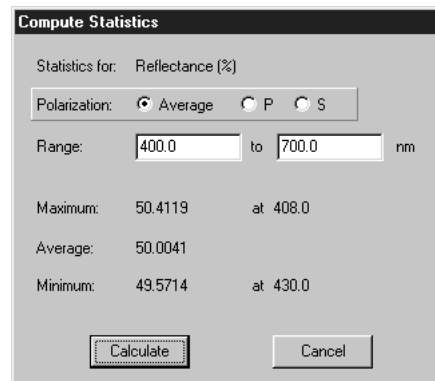 Compute Statistics
Statistics for: Reflectance (%)
Polarization: Average P S
Range: 400.0 to 700.0 nm
Maximum: 50.4119 at 408.0
Average: 50.0041
Minimum: 49.5714 at 430.0
Calculate Cancel